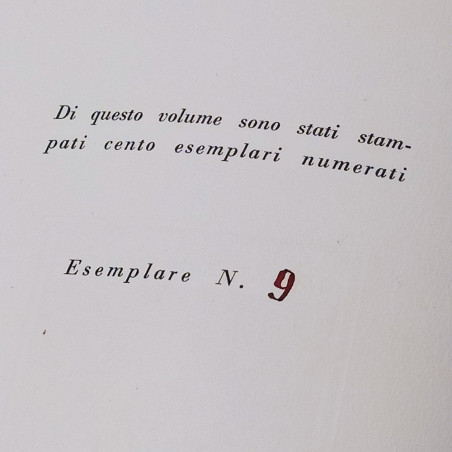 Di questo volume sono stati stam-
pati cento esemplari numerati
Esemplare N. 9